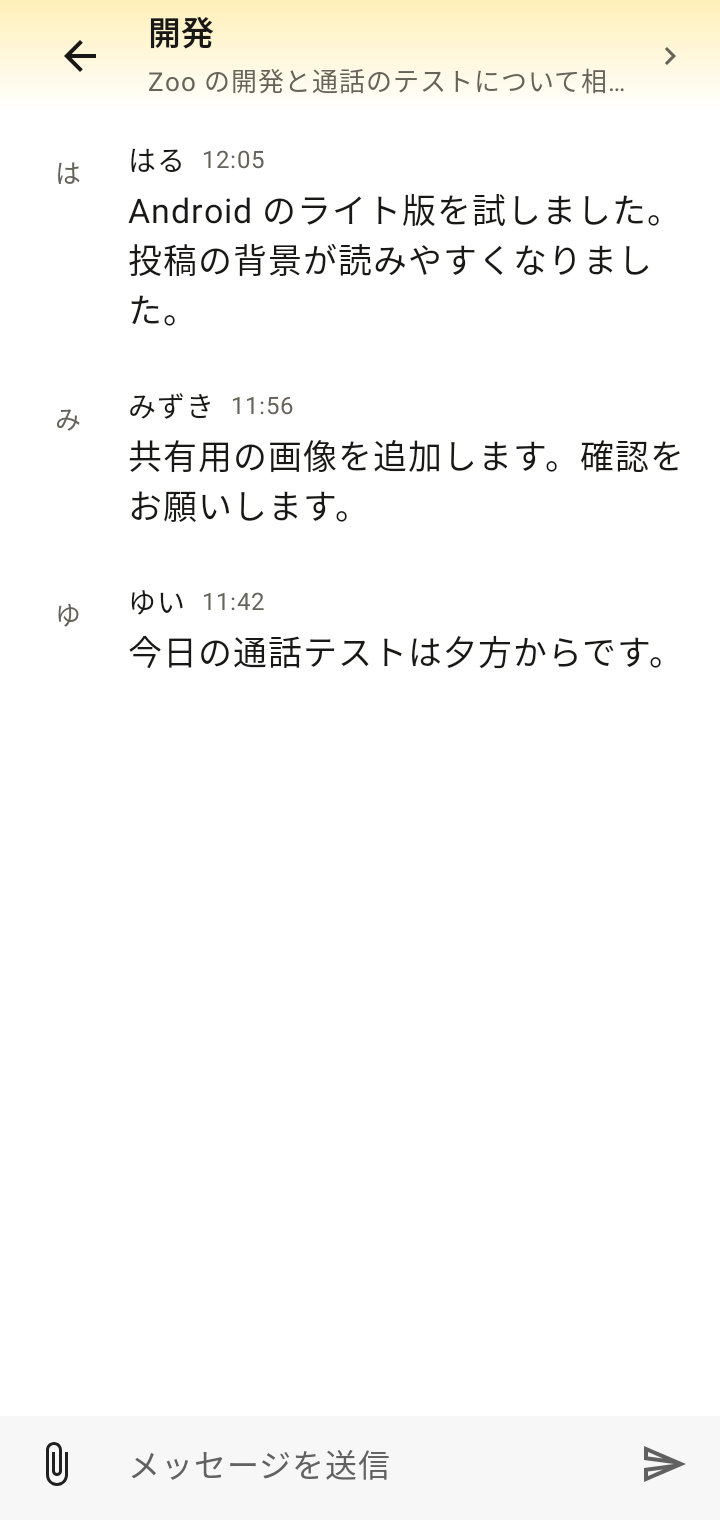 開発
Zoo の開発と通話のテストについて相…
は
はる 12:05
Android のライト版を試しました。
投稿の背景が読みやすくなりまし
た。
み
みずき 11:56
共有用の画像を追加します。確認を
お願いします。
ゆ
ゆい 11:42
今日の通話テストは夕方からです。
メッセージを送信